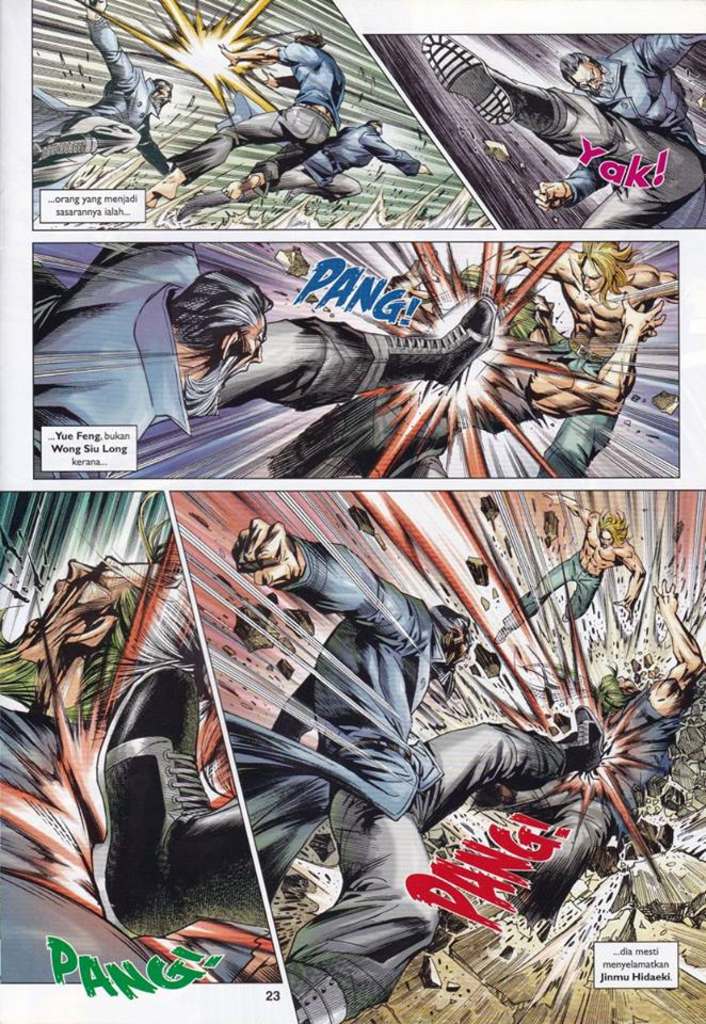 ...orang yang menjadi
sasarannya ialah...
Yak!
PANG!
...Yue Feng, bukan
Wong Siu Long
kerana...
PANG!
PANG!
...dia mesti
menyelamatkan
Jinmu Hidaeki.
23